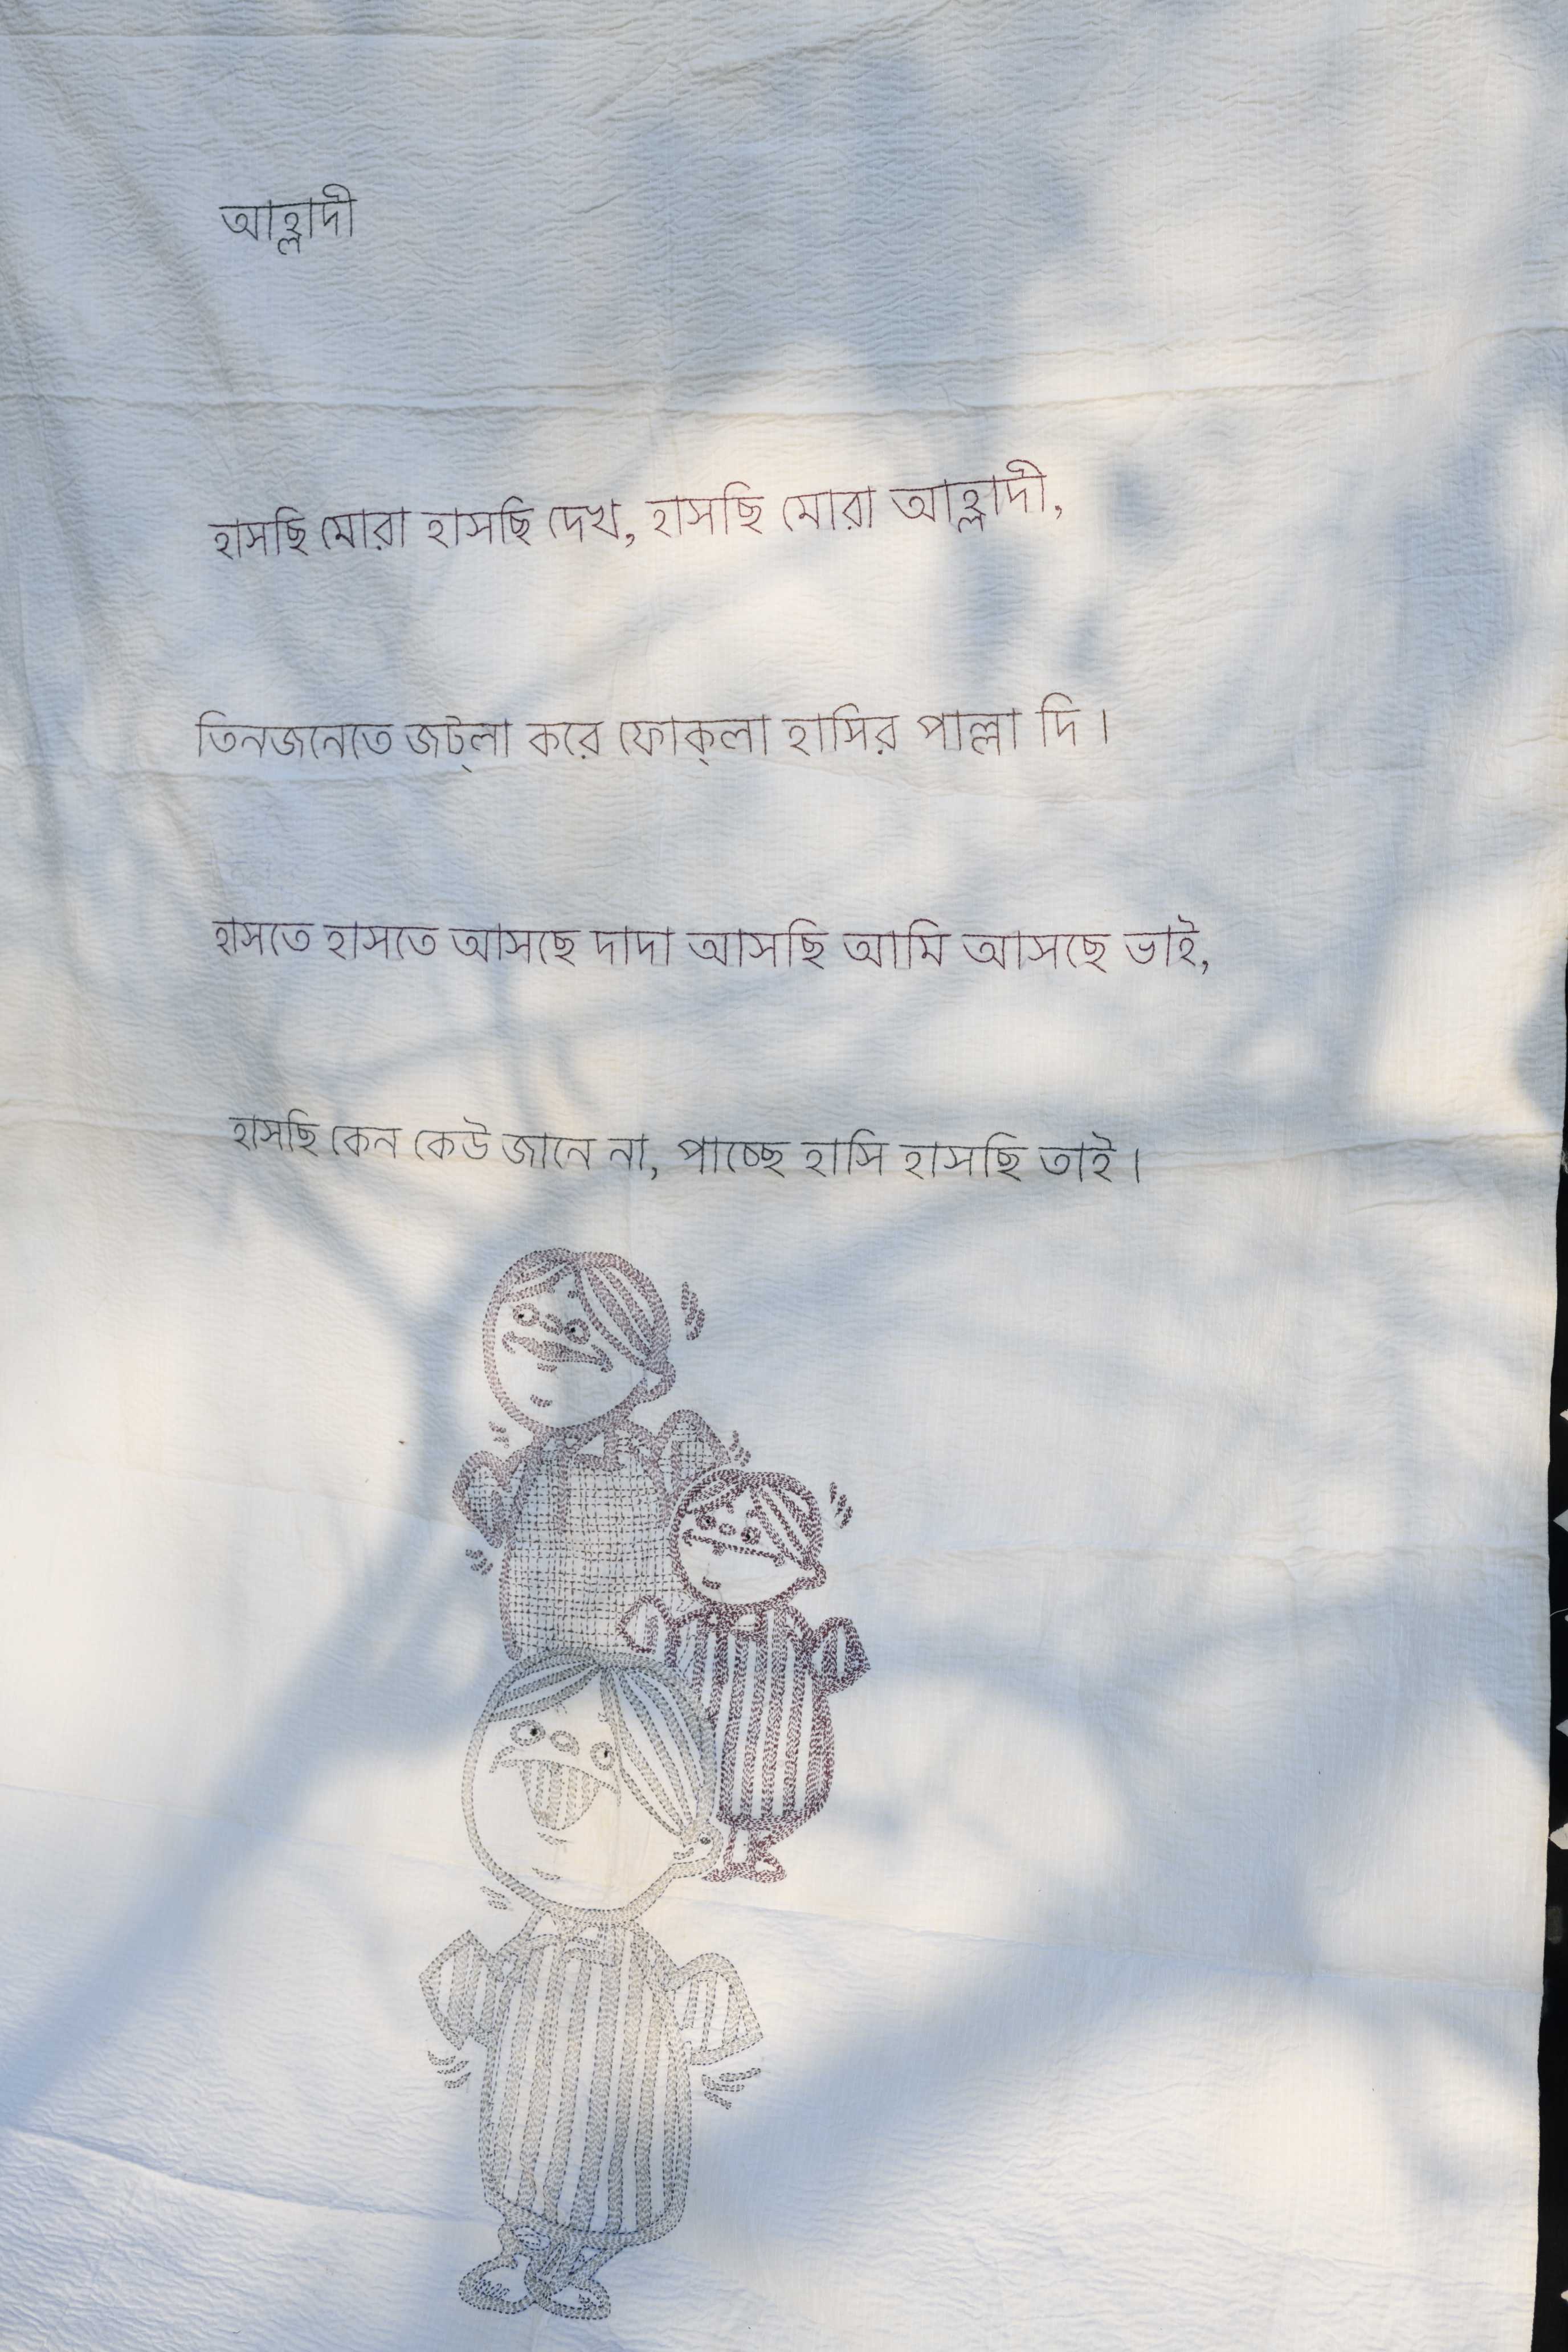 আহ্লাদী
হাসছি মোরা হাসছি দেখ, হাসছি মোরা আহ্লাদী,
তিনজনেতে জট্‌লা করে ফোক্‌লা হাসির পাল্লা দি।
হাসতে হাসতে আসছে দাদা আসছি আমি আসছে ভাই,
হাসছি কেন কেউ জানে না, পাচ্ছে হাসি হাসছি তাই।